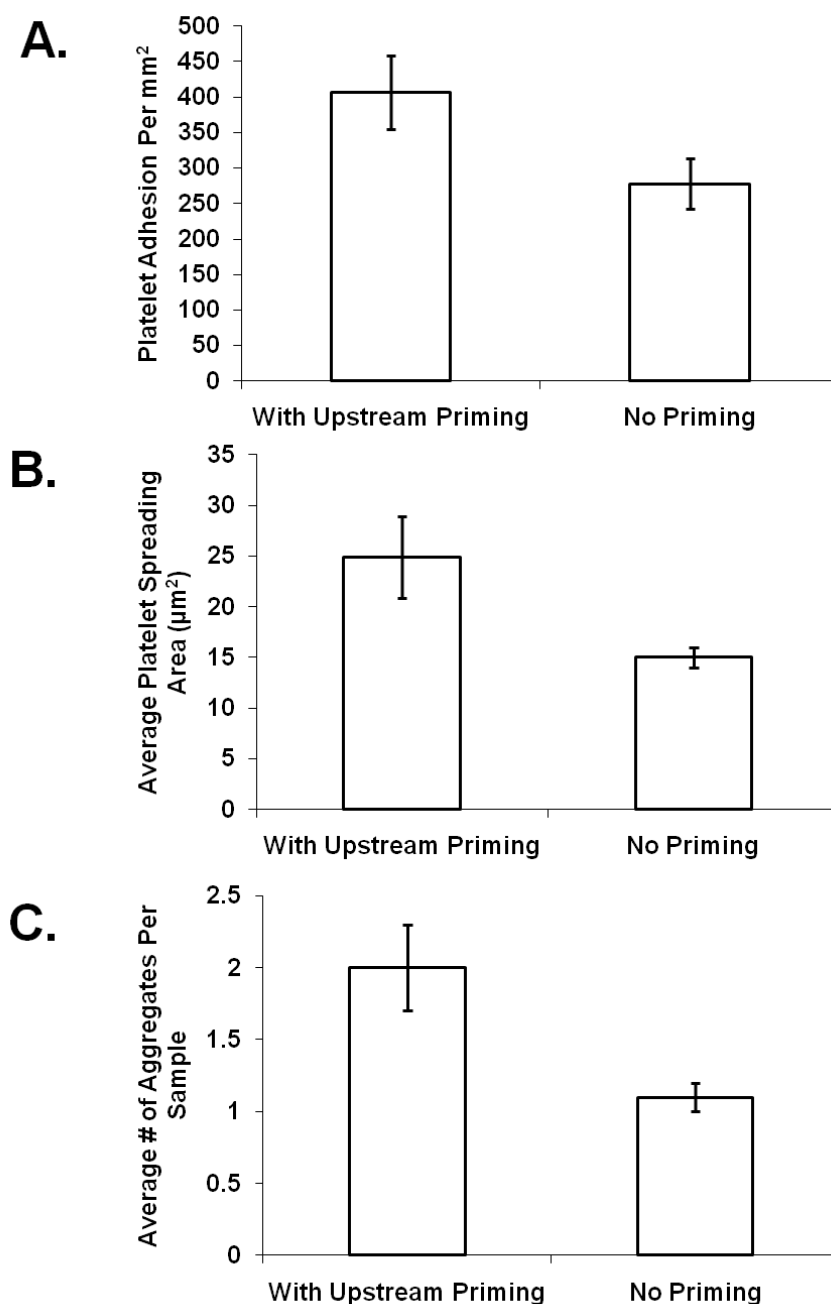 A.
Platelet Adhesion Per mm²
500
450
400
350
300
250
200
150
100
50
0
With Upstream Priming
No Priming
B.
Average Platelet Spreading
Area (µm²)
35
30
25
20
15
10
5
0
With Upstream Priming
No Priming
C.
Average # of Aggregates Per
Sample
2.5
2
1.5
1
0.5
0
With Upstream Priming
No Priming